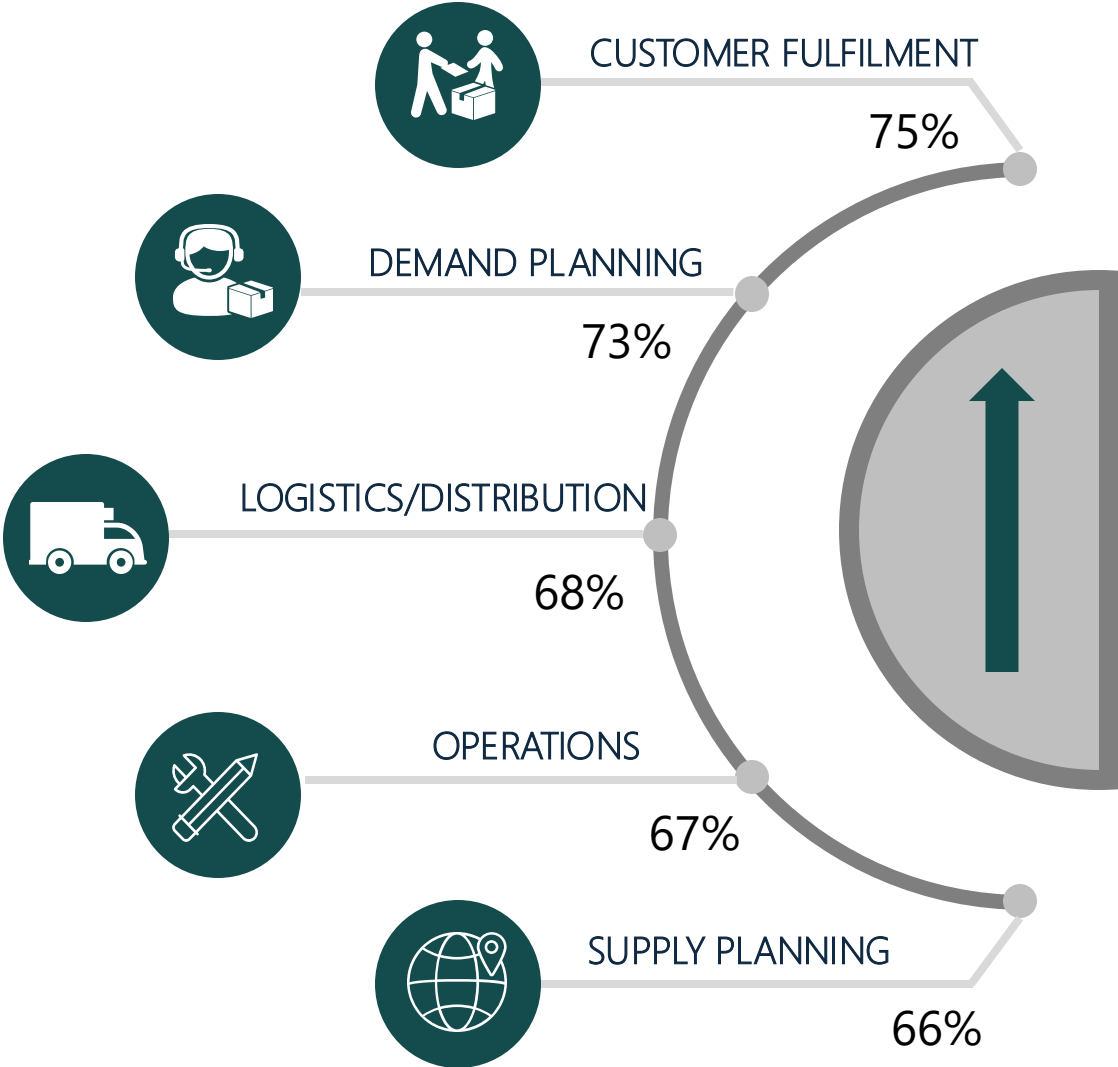 CUSTOMER FULFILMENT
75%
DEMAND PLANNING
73%
LOGISTICS/DISTRIBUTION
68%
OPERATIONS
67%
SUPPLY PLANNING
66%